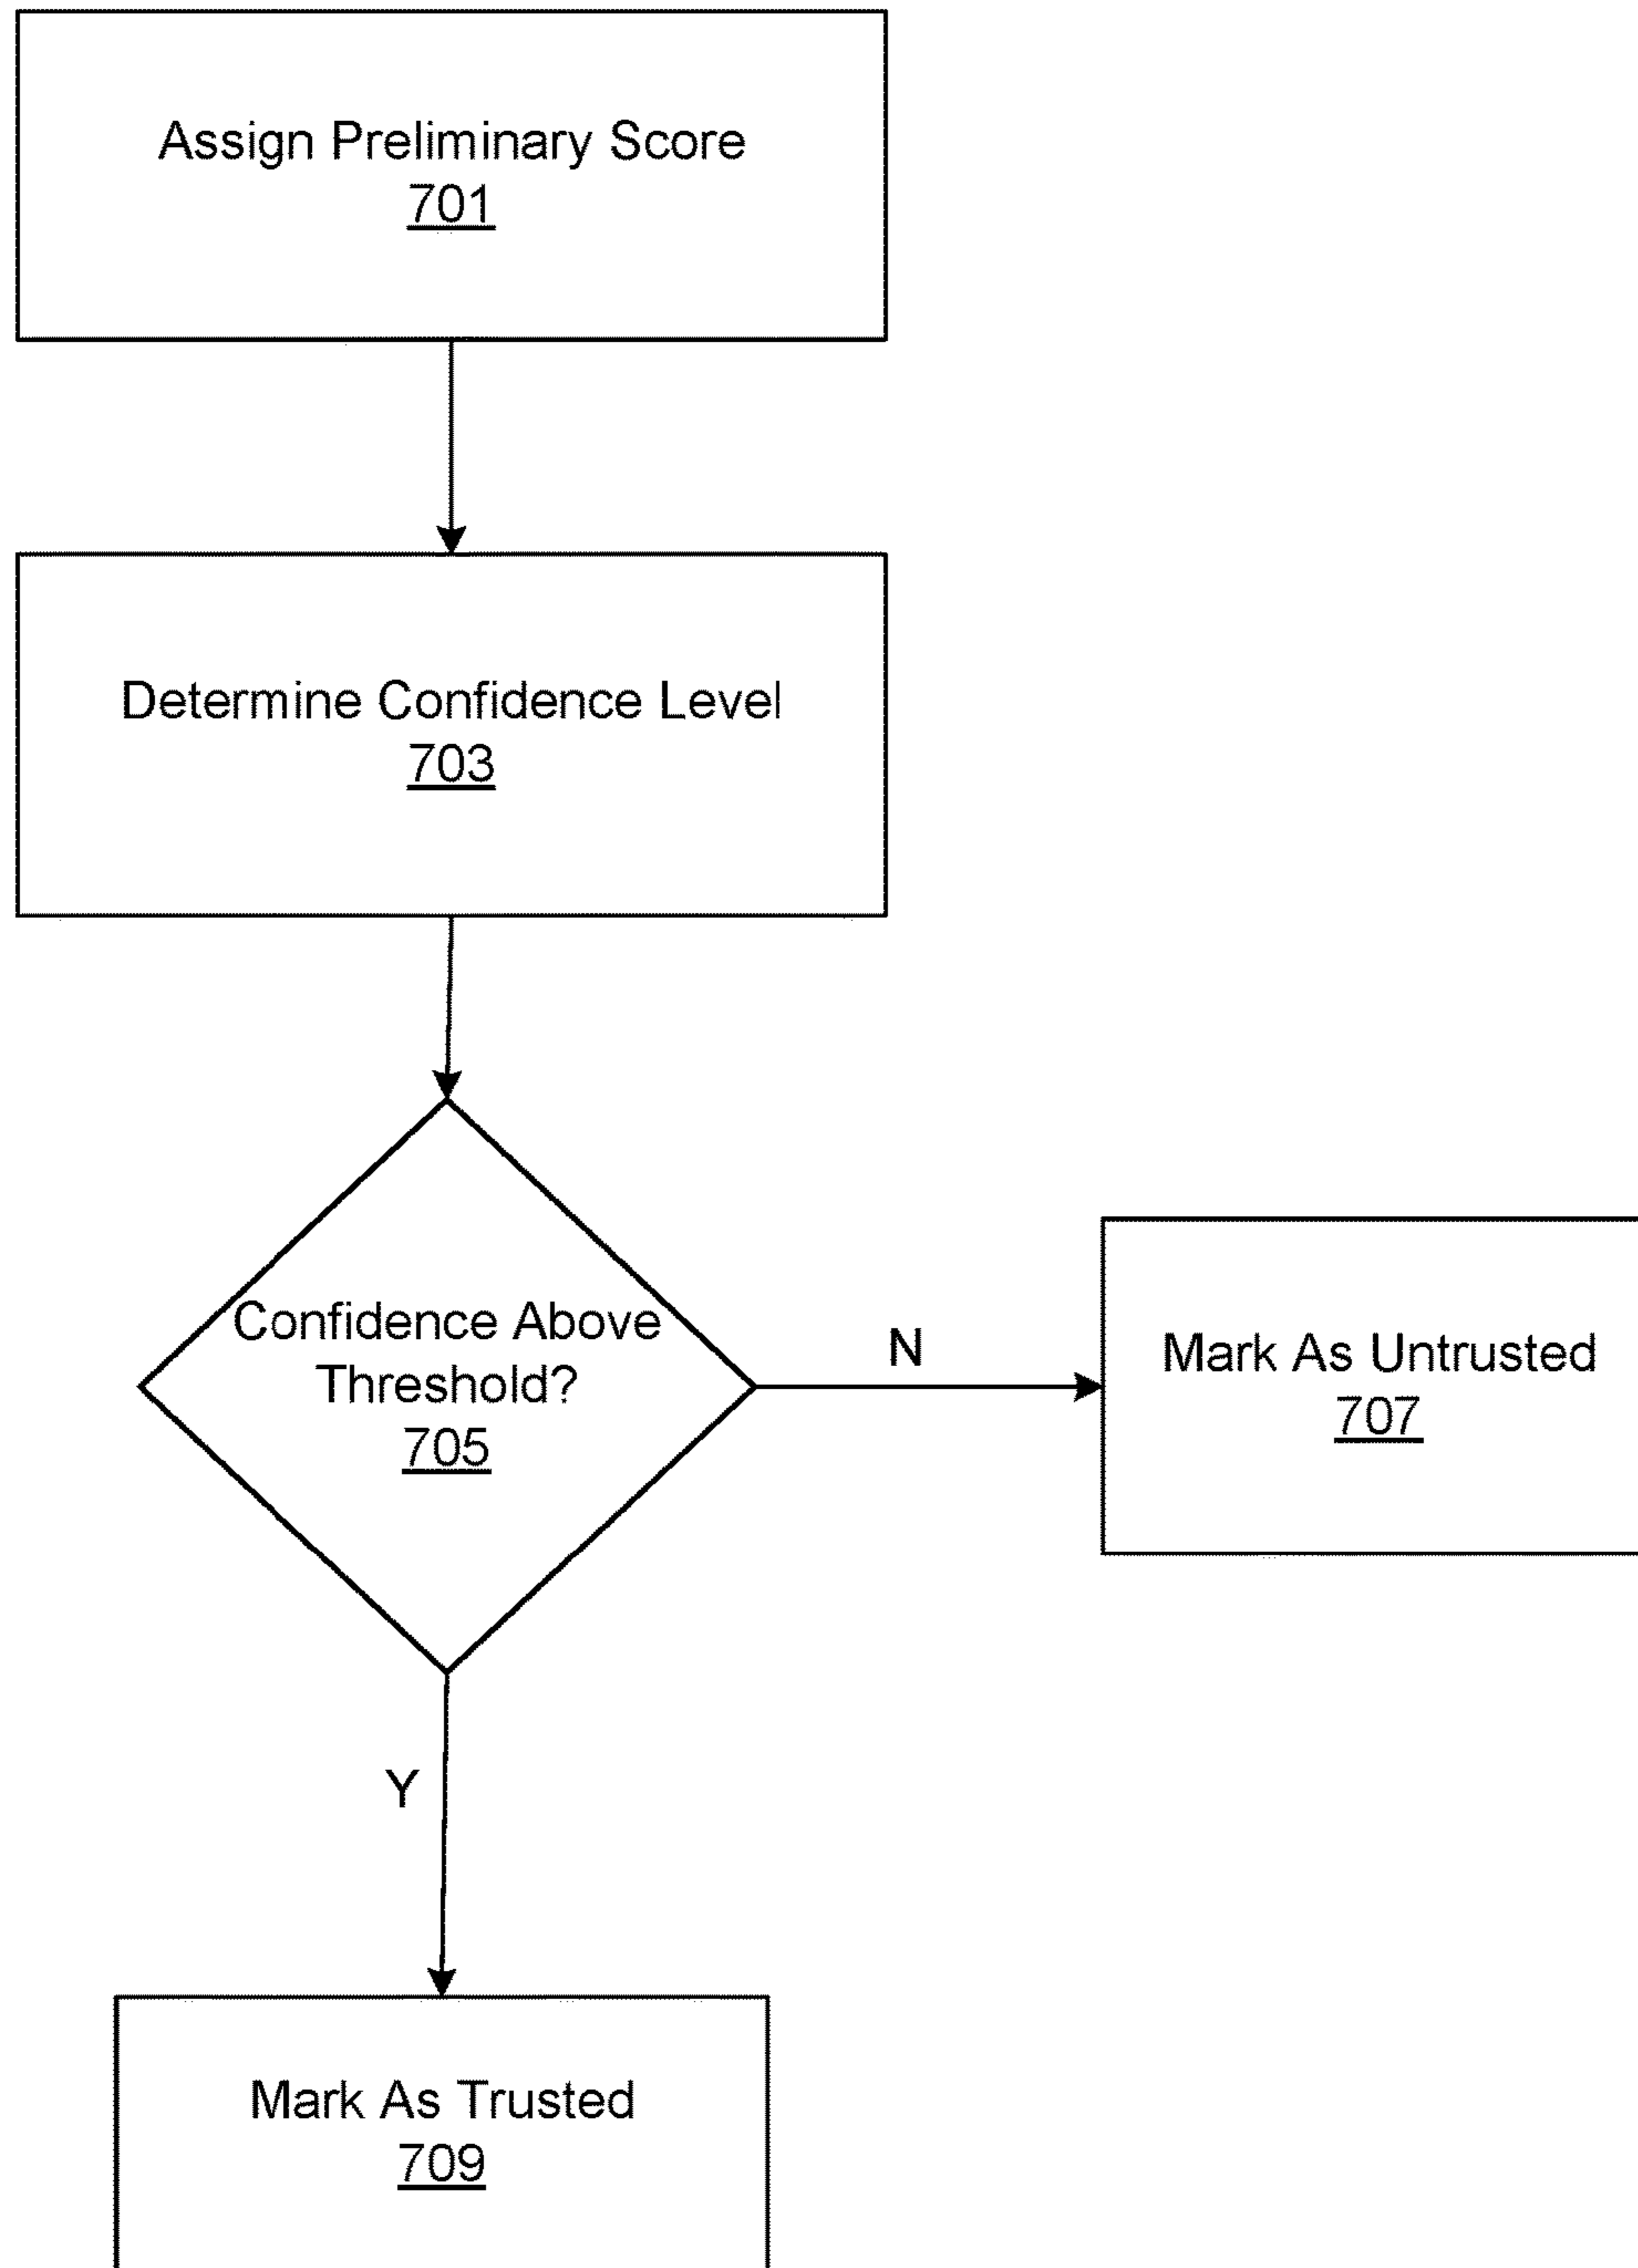 Assign Preliminary Score
701
Determine Confidence Level
703
Confidence Above
Threshold?
705
N
Mark As Untrusted
707
Y
Mark As Trusted
709